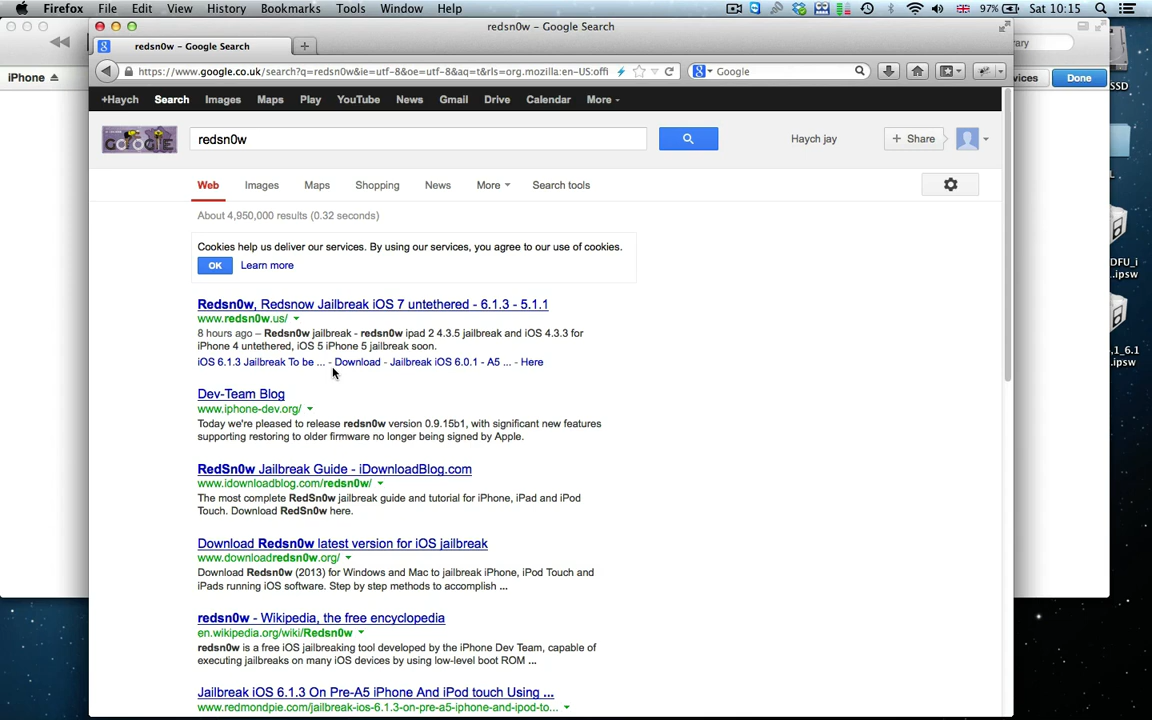 Firefox File Edit View History Bookmarks Tools Window Help 97% Sat 10:15
redsn0w – Google Search
redsn0w – Google Search
https://www.google.co.uk/search?q=redsn0w&ie=utf-8&oe=utf-8&aq=t&rls=org.mozilla:en-US:offi Google
iPhone Done
+Haych Search Images Maps Play YouTube News Gmail Drive Calendar More
GOOGLE redsn0w Haych jay + Share
Web Images Maps Shopping News More Search tools
About 4,950,000 results (0.32 seconds)
Cookies help us deliver our services. By using our services, you agree to our use of cookies.
OK Learn more
Redsn0w, Redsnow Jailbreak iOS 7 untethered - 6.1.3 - 5.1.1
www.redsn0w.us/
8 hours ago – Redsn0w jailbreak - redsn0w ipad 2 4.3.5 jailbreak and iOS 4.3.3 for
iPhone 4 untethered, iOS 5 iPhone 5 jailbreak soon.
iOS 6.1.3 Jailbreak To be ... - Download - Jailbreak iOS 6.0.1 - A5 ... - Here
Dev-Team Blog
www.iphone-dev.org/
Today we're pleased to release redsn0w version 0.9.15b1, with significant new features
supporting restoring to older firmware no longer being signed by Apple.
RedSn0w Jailbreak Guide - iDownloadBlog.com
www.idownloadblog.com/redsn0w/
The most complete RedSn0w jailbreak guide and tutorial for iPhone, iPad and iPod
Touch. Download RedSn0w here.
Download Redsn0w latest version for iOS jailbreak
www.downloadredsn0w.org/
Download Redsn0w (2013) for Windows and Mac to jailbreak iPhone, iPod Touch and
iPads running iOS software. Step by step methods to accomplish ...
redsn0w - Wikipedia, the free encyclopedia
en.wikipedia.org/wiki/Redsn0w
redsn0w is a free iOS jailbreaking tool developed by the iPhone Dev Team, capable of
executing jailbreaks on many iOS devices by using low-level boot ROM ...
Jailbreak iOS 6.1.3 On Pre-A5 iPhone And iPod touch Using ...
www.redmondpie.com/jailbreak-ios-6.1.3-on-pre-a5-iphone-and-ipod-to...
SSD
DFU_i
.ipsw
,1_6.1
.ipsw